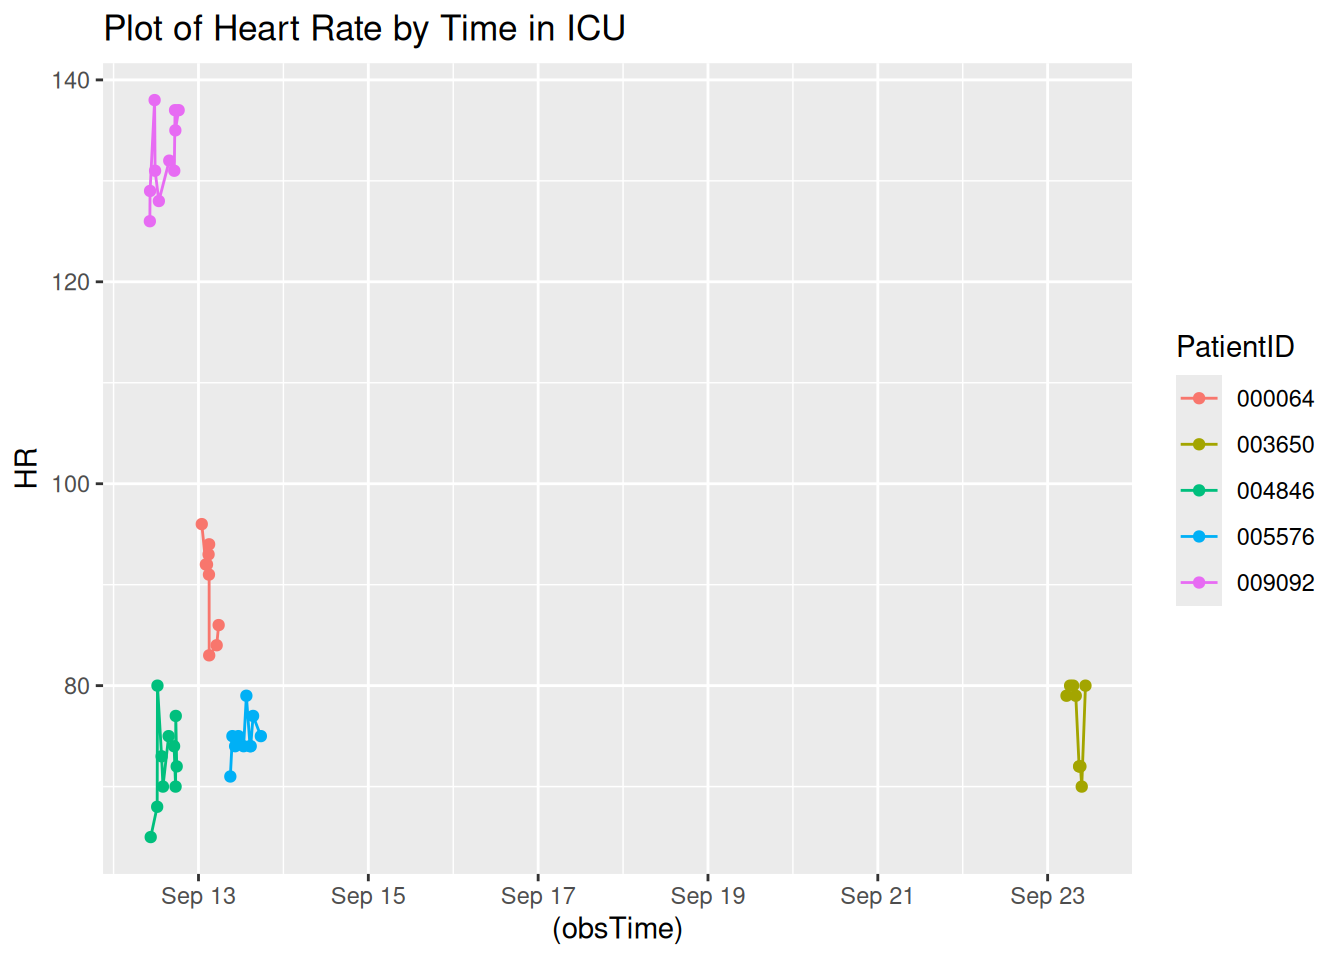 Plot of Heart Rate by Time in ICU
140
120
100
80
HR
Sep 13 Sep 15 Sep 17 Sep 19 Sep 21 Sep 23
(obsTime)
PatientID
000064
003650
004846
005576
009092